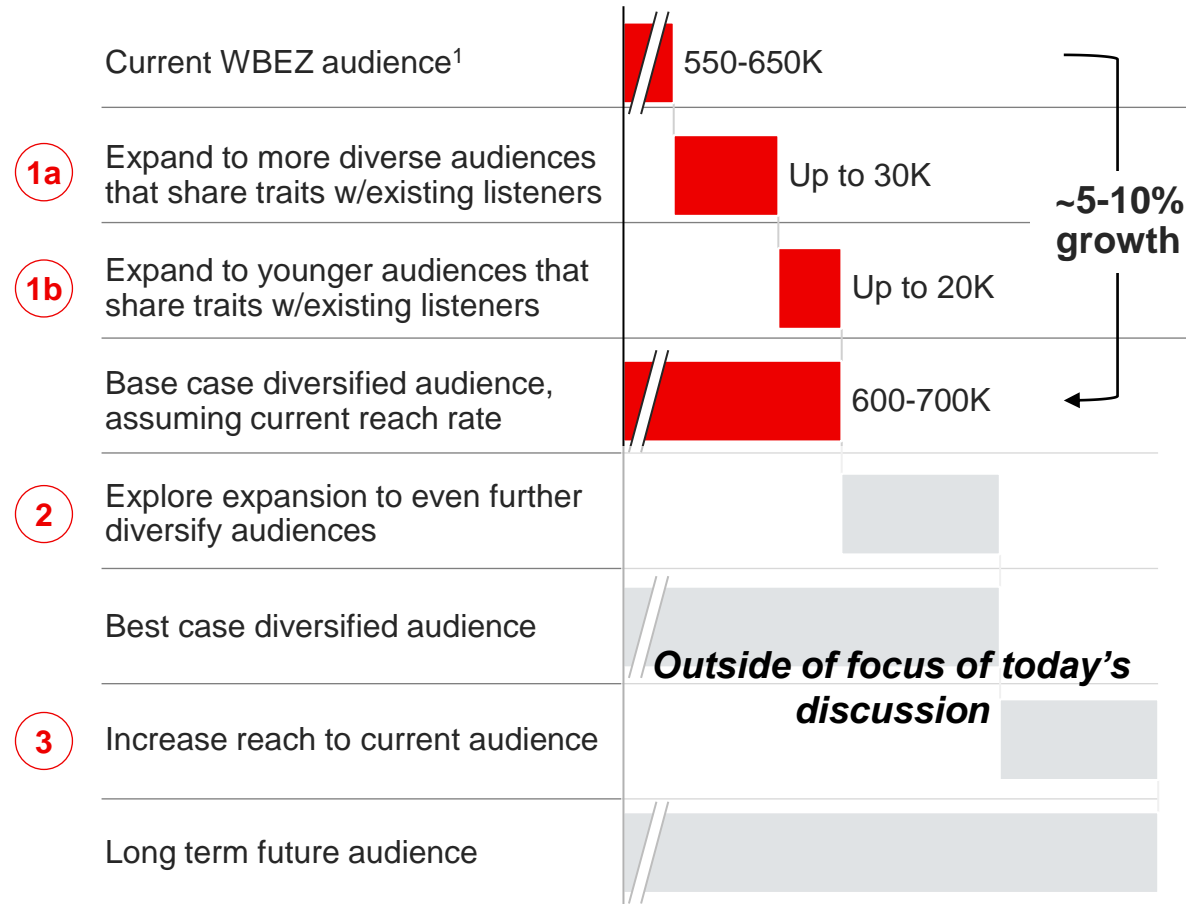 Current WBEZ audience¹
550-650K
1a
Expand to more diverse audiences
that share traits w/existing listeners
Up to 30K
~5-10%
growth
1b
Expand to younger audiences that
share traits w/existing listeners
Up to 20K
Base case diversified audience,
assuming current reach rate
600-700K
2
Explore expansion to even further
diversify audiences
Best case diversified audience
Outside of focus of today's
discussion
3
Increase reach to current audience
Long term future audience